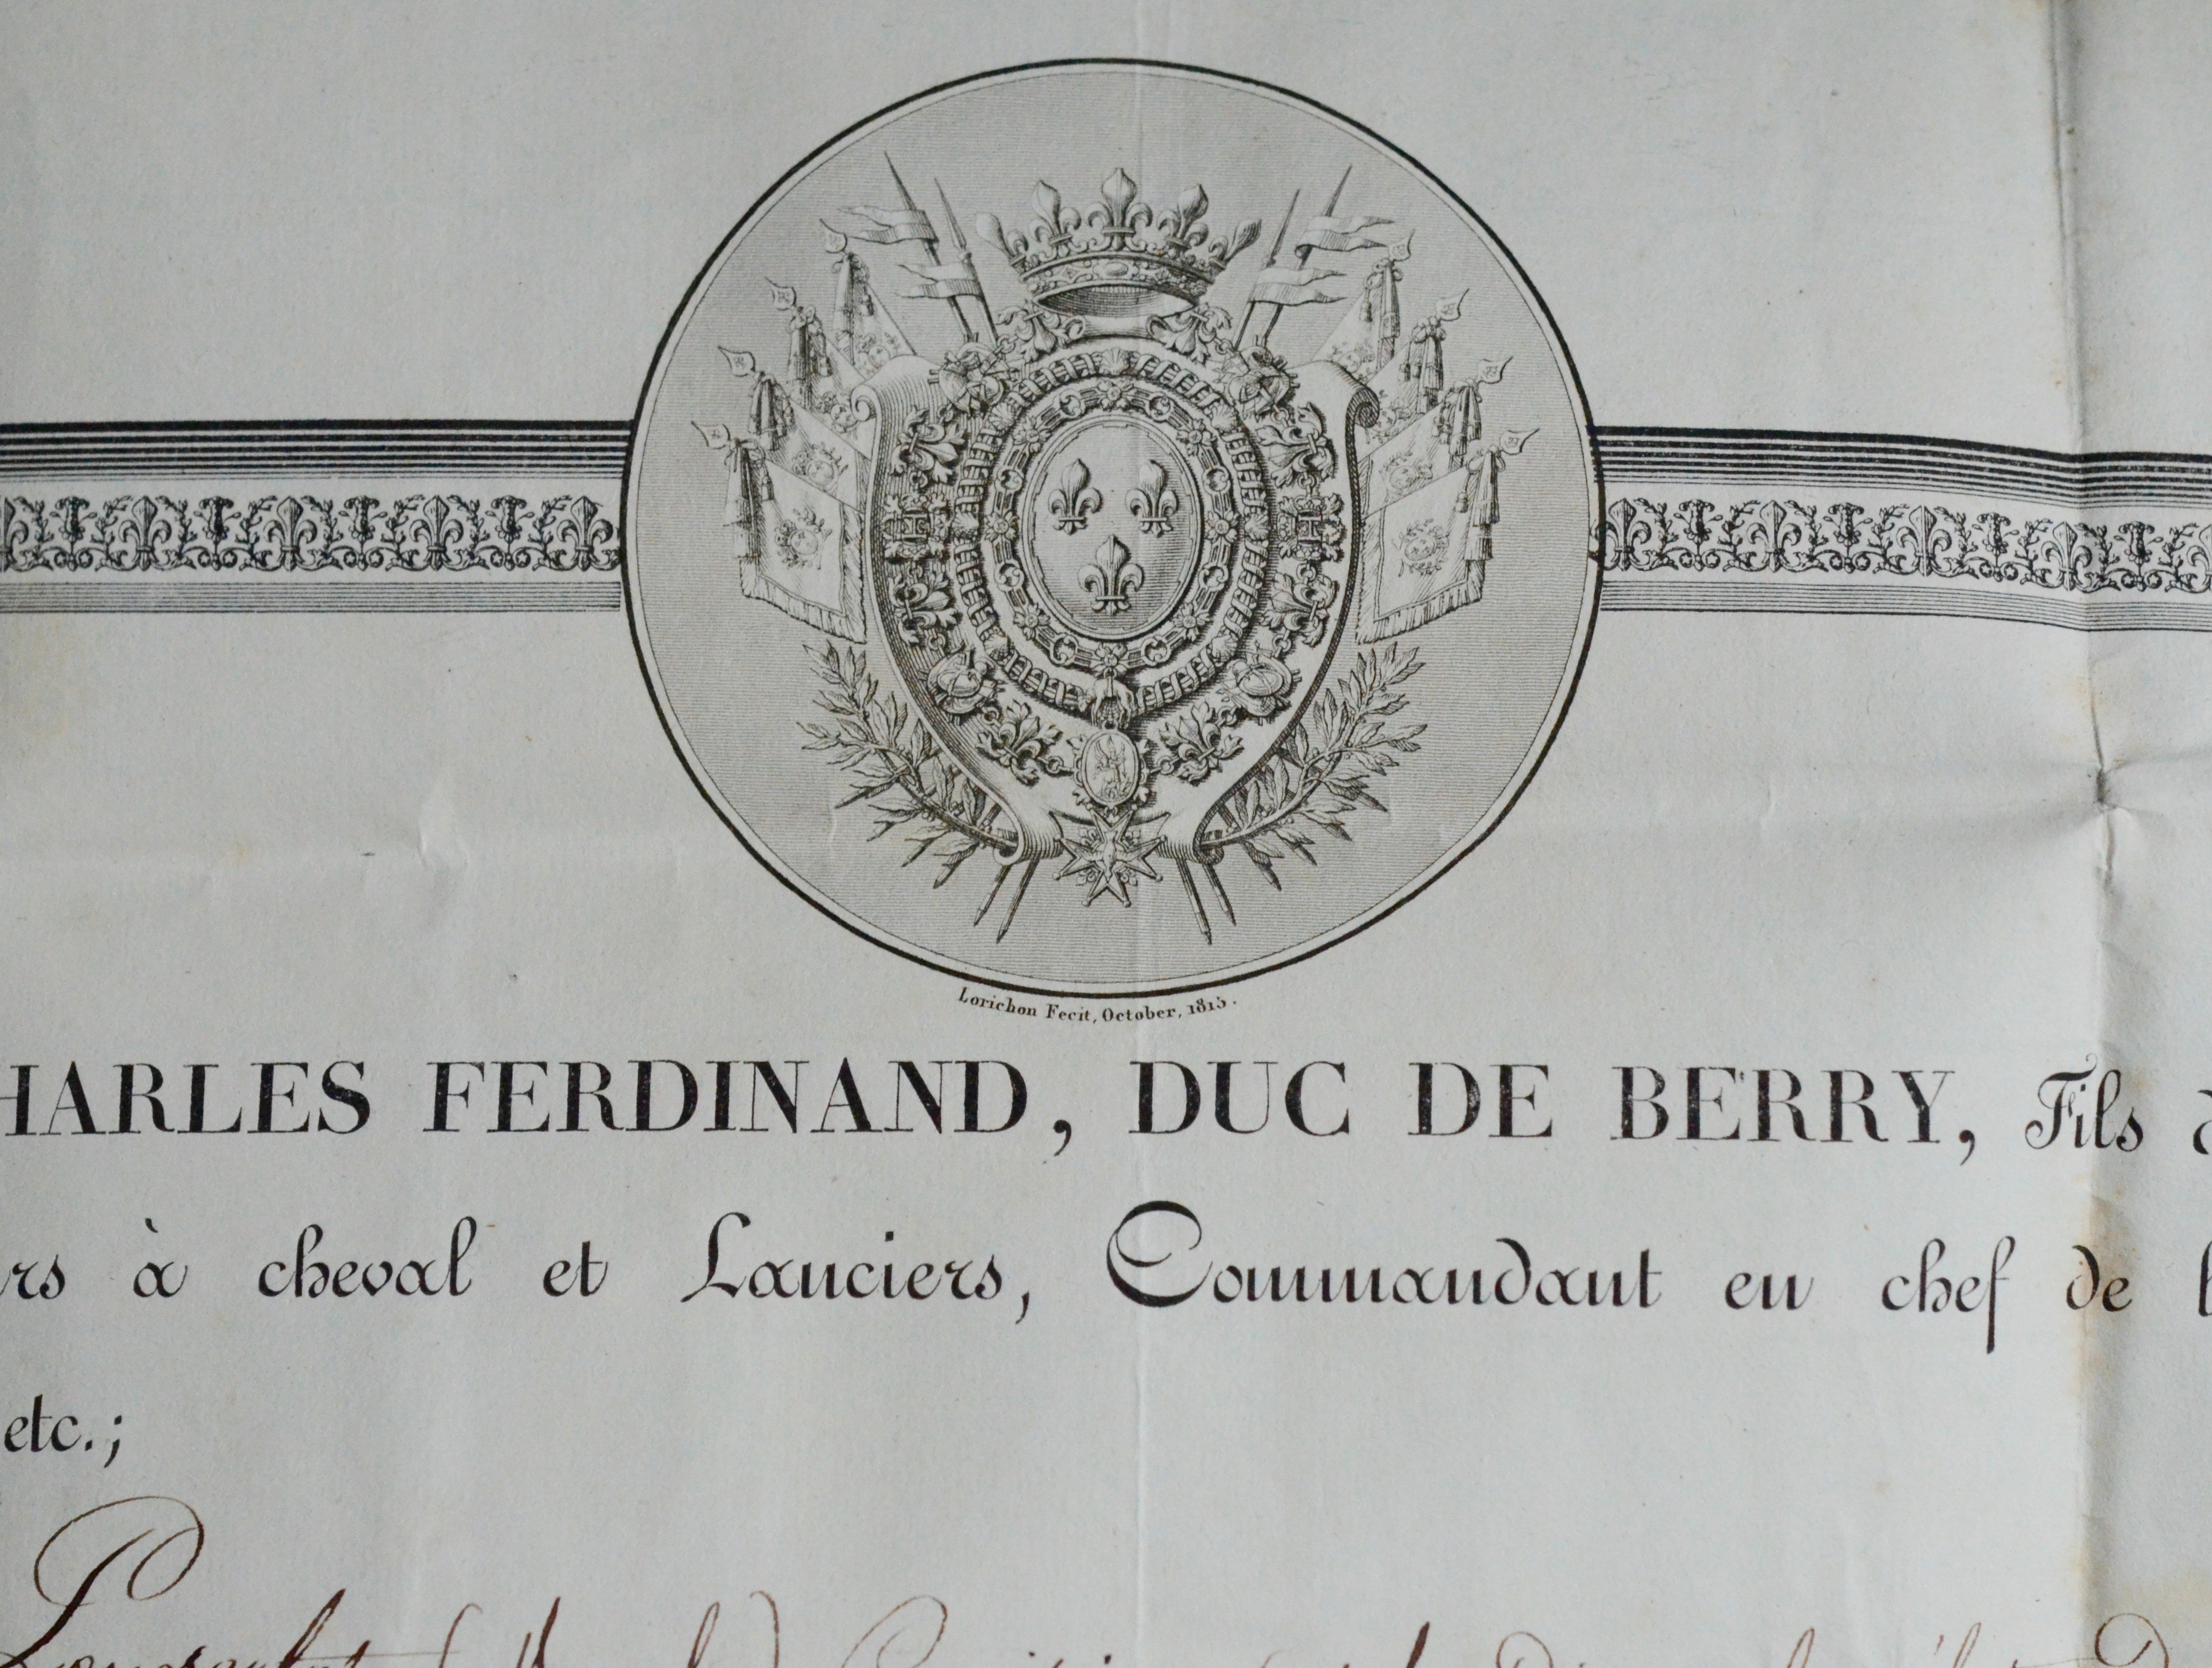 Lorichon Fecit, October, 1815.
HARLES FERDINAND, DUC DE BERRY, Fils
rs à cheval et Lanciers, Commandant en chef de l
etc.;